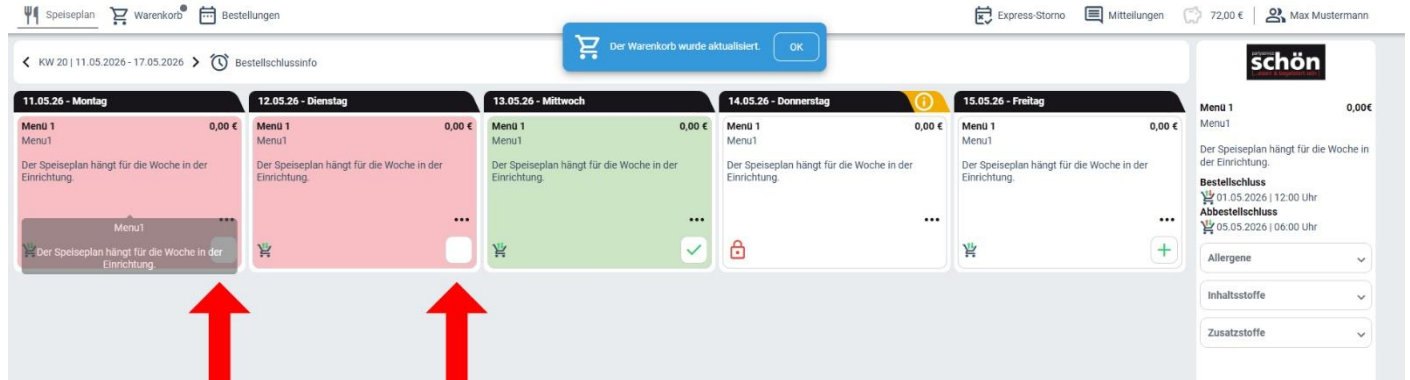 Speiseplan Warenkorb Bestellungen Express-Storno Mitteilungen 72,00 € Max Mustermann
Der Warenkorb wurde aktualisiert. OK
KW 20 | 11.05.2026 - 17.05.2026 Bestellschlussinfo
11.05.26 - Montag
Menü 1 0,00 €
Menu1
Der Speiseplan hängt für die Woche in der
Einrichtung.
Menu1
Der Speiseplan hängt für die Woche in der
Einrichtung.
12.05.26 - Dienstag
Menü 1 0,00 €
Menu1
Der Speiseplan hängt für die Woche in der
Einrichtung.
13.05.26 - Mittwoch
Menü 1 0,00 €
Menu1
Der Speiseplan hängt für die Woche in der
Einrichtung.
14.05.26 - Donnerstag
Menü 1 0,00 €
Menu1
Der Speiseplan hängt für die Woche in der
Einrichtung.
15.05.26 - Freitag
Menü 1 0,00 €
Menu1
Der Speiseplan hängt für die Woche in der
Einrichtung.
schön
Menü 1 0,00€
Menu1
Der Speiseplan hängt für die Woche in
der Einrichtung.
Bestellschluss
01.05.2026 | 12:00 Uhr
Abbestellschluss
05.05.2026 | 06:00 Uhr
Allergene
Inhaltsstoffe
Zusatzstoffe